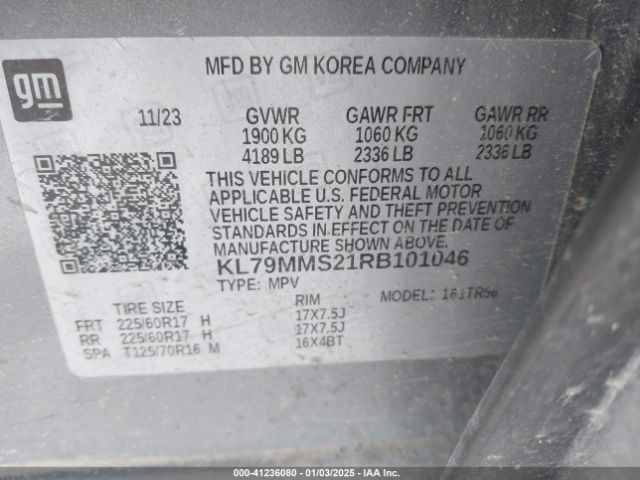 gm
MFD BY GM KOREA COMPANY
11/23 GVWR GAWR FRT GAWR RR
1900 KG 1060 KG 1060 KG
4189 LB 2336 LB 2336 LB
THIS VEHICLE CONFORMS TO ALL
APPLICABLE U.S. FEDERAL MOTOR
VEHICLE SAFETY AND THEFT PREVENTION
STANDARDS IN EFFECT ON THE DATE OF
MANUFACTURE SHOWN ABOVE.
KL79MMS21RB101046
TYPE: MPV MODEL: 161TR56
TIRE SIZE RIM
FRT 225/60R17 H 17X7.5J
RR 225/60R17 H 17X7.5J
SPA T125/70R16 M 16X4BT
000-41236080 - 01/03/2025 - IAA Inc.